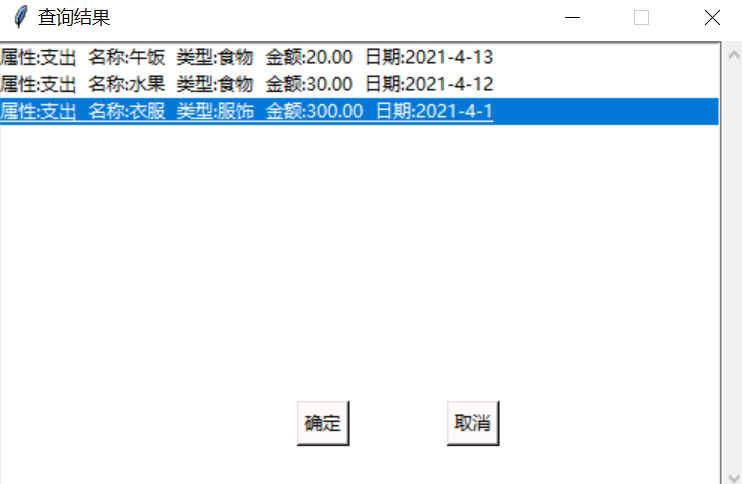 查询结果
属性:支出 名称:午饭 类型:食物 金额:20.00 日期:2021-4-13
属性:支出 名称:水果 类型:食物 金额:30.00 日期:2021-4-12
属性:支出 名称:衣服 类型:服饰 金额:300.00 日期:2021-4-1
确定 取消